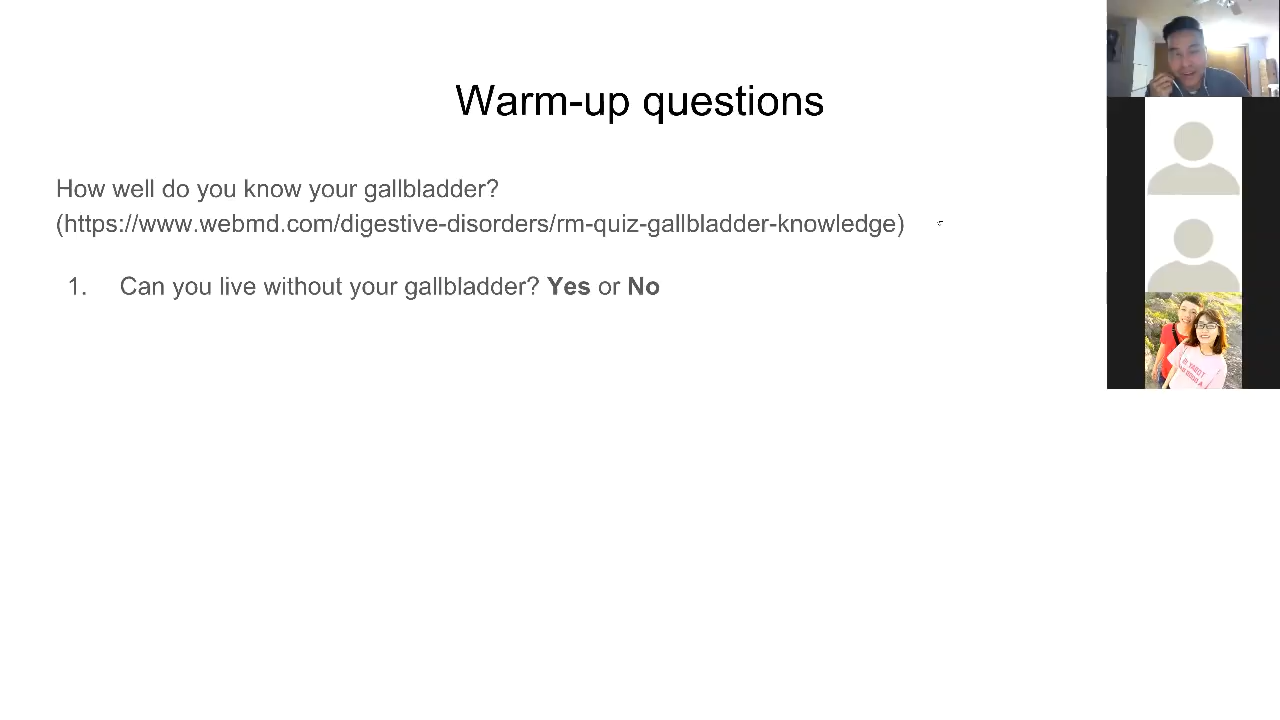 Warm-up questions
How well do you know your gallbladder?
(https://www.webmd.com/digestive-disorders/rm-quiz-gallbladder-knowledge)
1. Can you live without your gallbladder? Yes or No